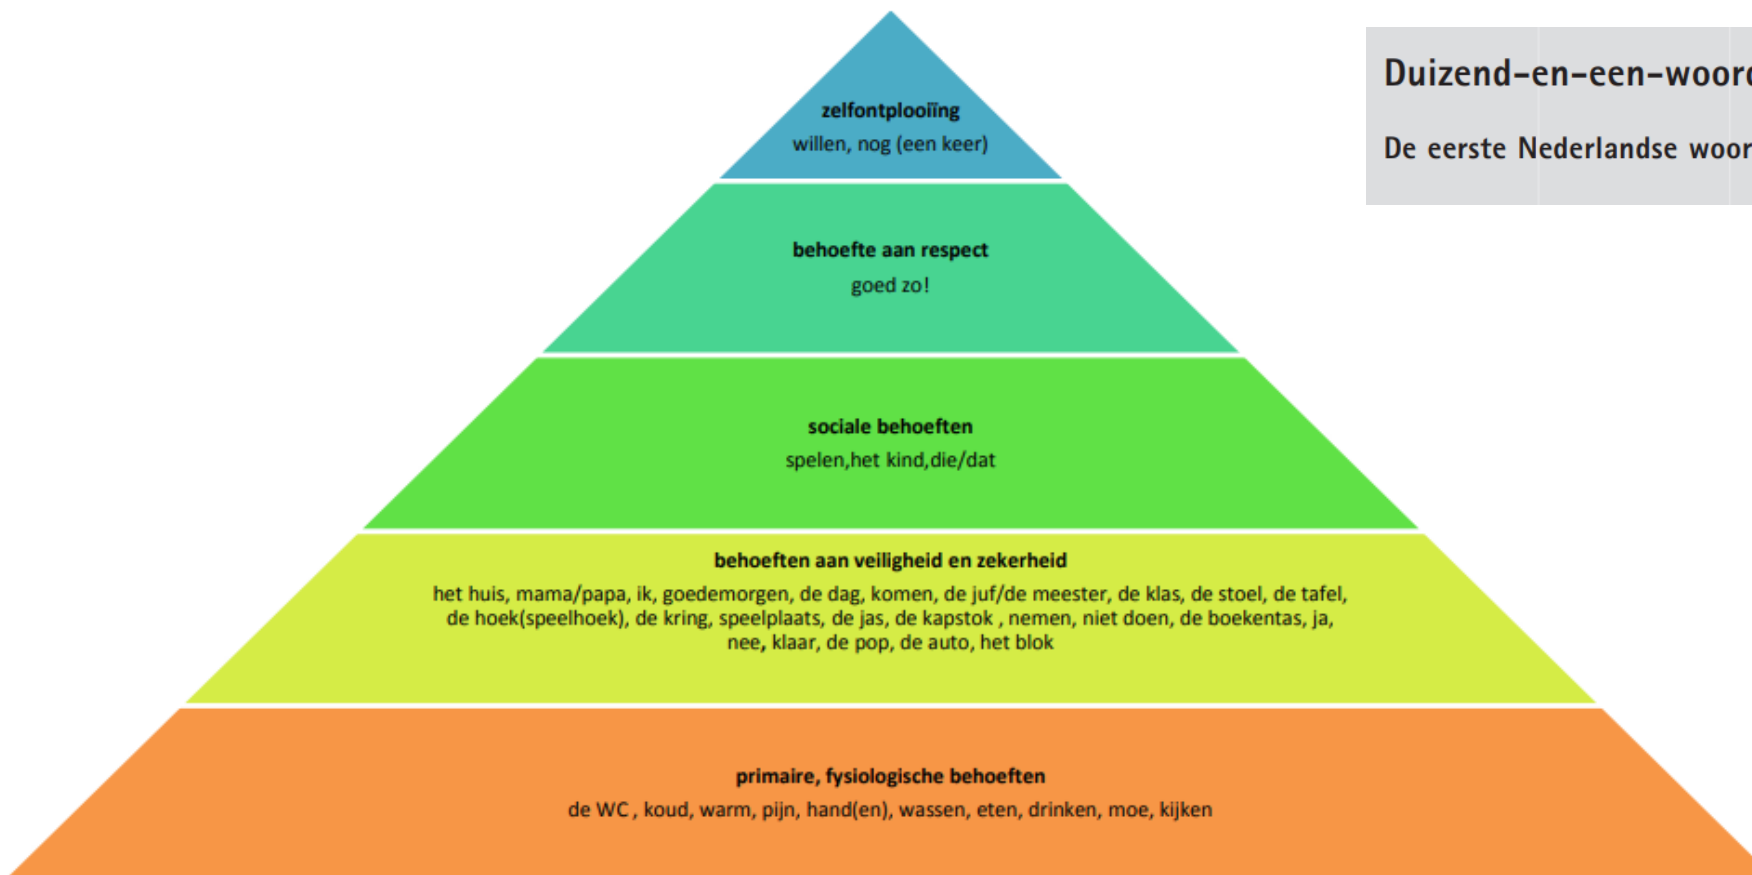 zelfontplooiïng
willen, nog (een keer)
behoefte aan respect
goed zo!
sociale behoeften
spelen,het kind,die/dat
behoeften aan veiligheid en zekerheid
het huis, mama/papa, ik, goedemorgen, de dag, komen, de juf/de meester, de klas, de stoel, de tafel,
de hoek(speelhoek), de kring, speelplaats, de jas, de kapstok , nemen, niet doen, de boekentas, ja,
nee, klaar, de pop, de auto, het blok
primaire, fysiologische behoeften
de WC , koud, warm, pijn, hand(en), wassen, eten, drinken, moe, kijken
Duizend-en-een-woord
De eerste Nederlandse woor